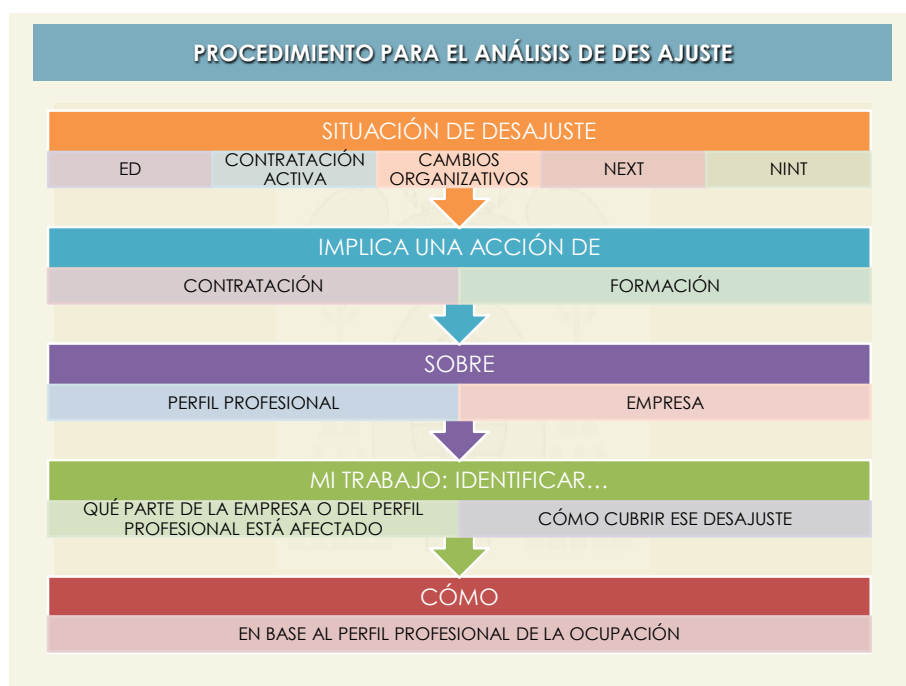 PROCEDIMIENTO PARA EL ANÁLISIS DE DES AJUSTE
SITUACIÓN DE DESAJUSTE
ED
CONTRATACIÓN
ACTIVA
CAMBIOS
ORGANIZATIVOS
NEXT
NINT
IMPLICA UNA ACCIÓN DE
CONTRATACIÓN
FORMACIÓN
SOBRE
PERFIL PROFESIONAL
EMPRESA
MI TRABAJO: IDENTIFICAR...
QUÉ PARTE DE LA EMPRESA O DEL PERFIL
PROFESIONAL ESTÁ AFECTADO
CÓMO CUBRIR ESE DESAJUSTE
CÓMO
EN BASE AL PERFIL PROFESIONAL DE LA OCUPACIÓN